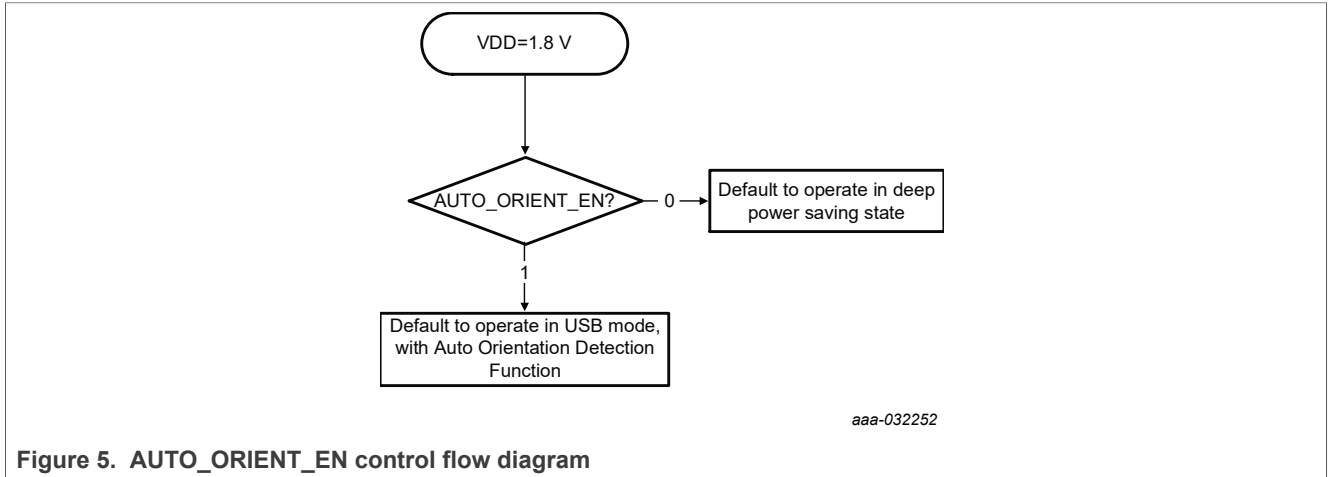 VDD=1.8 V
AUTO_ORIENT_EN?
0
Default to operate in deep
power saving state
1
Default to operate in USB mode,
with Auto Orientation Detection
Function
aaa-032252
Figure 5. AUTO_ORIENT_EN control flow diagram